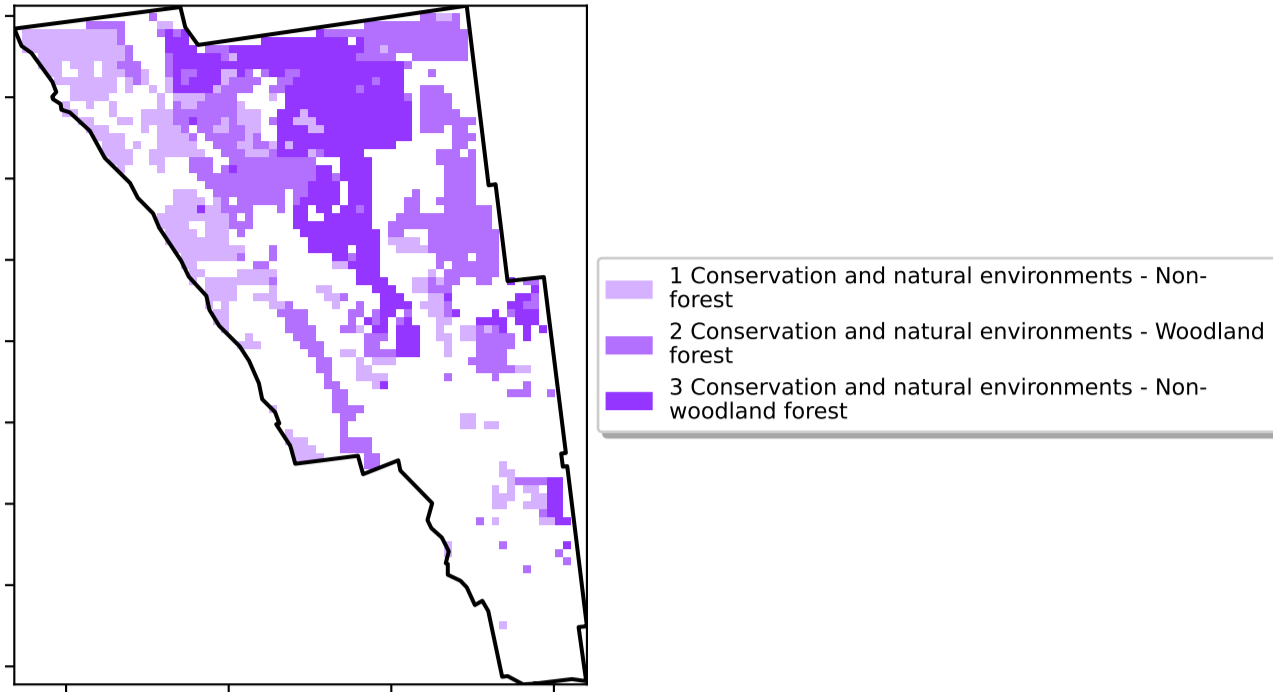 1 Conservation and natural environments - Non-
forest
2 Conservation and natural environments - Woodland
forest
3 Conservation and natural environments - Non-
woodland forest